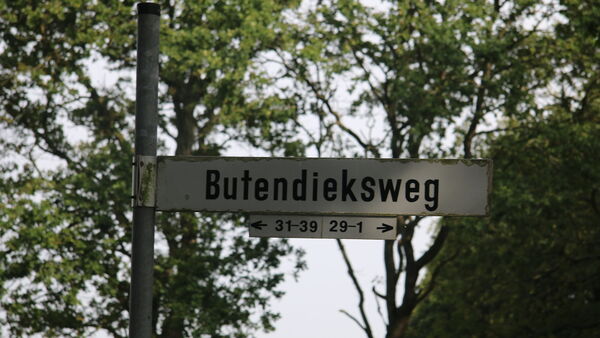 Butendieksweg
← 31–39 29–1 →